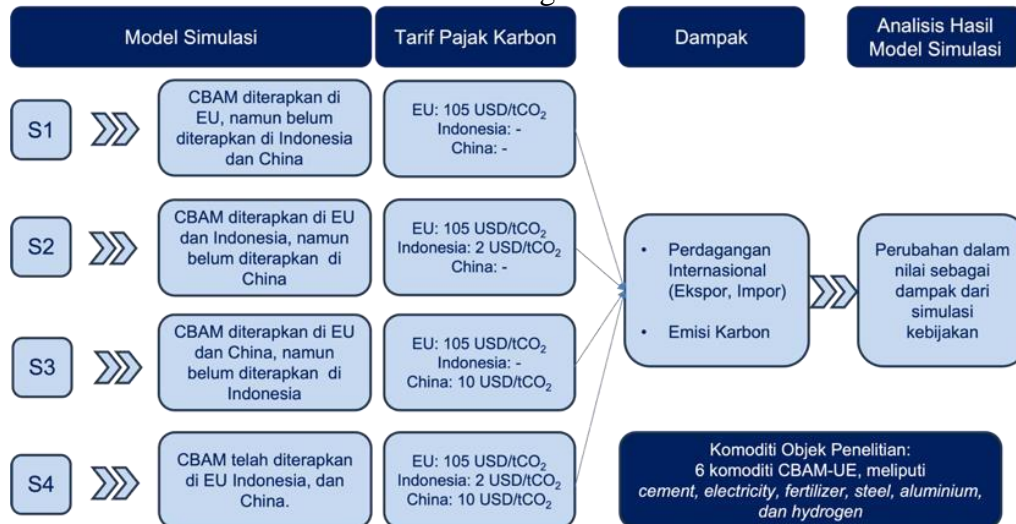 Model Simulasi
Tarif Pajak Karbon
Dampak
Analisis Hasil
Model Simulasi
S1
CBAM diterapkan di
EU, namun belum
diterapkan di Indonesia
dan China
EU: 105 USD/tCO₂
Indonesia: -
China: -
S2
CBAM diterapkan di EU
dan Indonesia, namun
belum diterapkan di
China
EU: 105 USD/tCO₂
Indonesia: 2 USD/tCO₂
China: -
S3
CBAM diterapkan di EU
dan China, namun
belum diterapkan di
Indonesia
EU: 105 USD/tCO₂
Indonesia: -
China: 10 USD/tCO₂
S4
CBAM telah diterapkan
di EU Indonesia, dan
China.
EU: 105 USD/tCO₂
Indonesia: 2 USD/tCO₂
China: 10 USD/tCO₂
• Perdagangan
Internasional
(Ekspor, Impor)
• Emisi Karbon
Perubahan dalam
nilai sebagai
dampak dari
simulasi
kebijakan
Komoditi Objek Penelitian:
6 komoditi CBAM-UE, meliputi
cement, electricity, fertilizer, steel, aluminium,
dan hydrogen